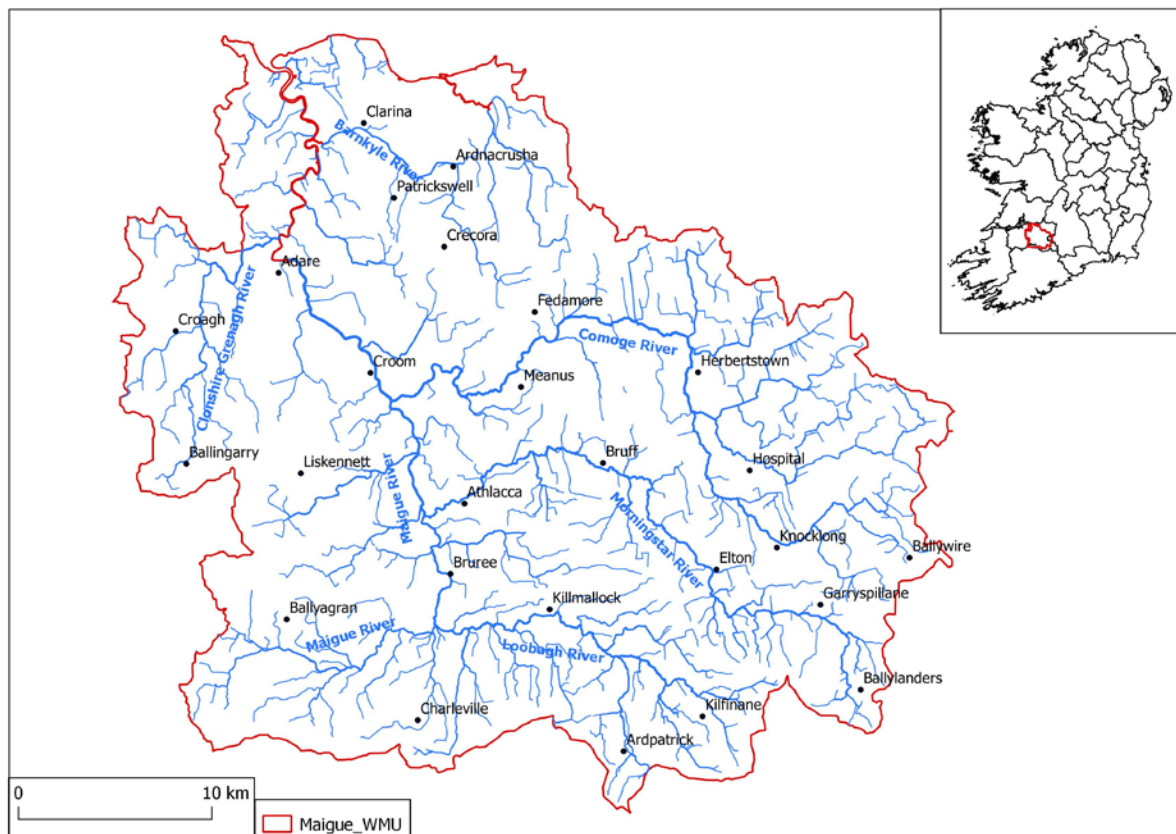 Clarina
Barnkyle River
Ardnacrusha
Patrickswell
Crecora
Adare
Fedamore
Croagh
Clonshire Grenagh River
Comoge River
Croom
Herbertstown
Meanus
Ballingarry
Liskennett
Bruff
Hospital
Maigue River
Athlacca
Morningstar River
Knocklong
Ballywire
Elton
Bruree
Garryspillane
Killmallock
Ballyagran
Maigue River
Loobagh River
Ballylanders
Charleville
Kilfinane
Ardpatrick
0 10 km
Maigue_WMU